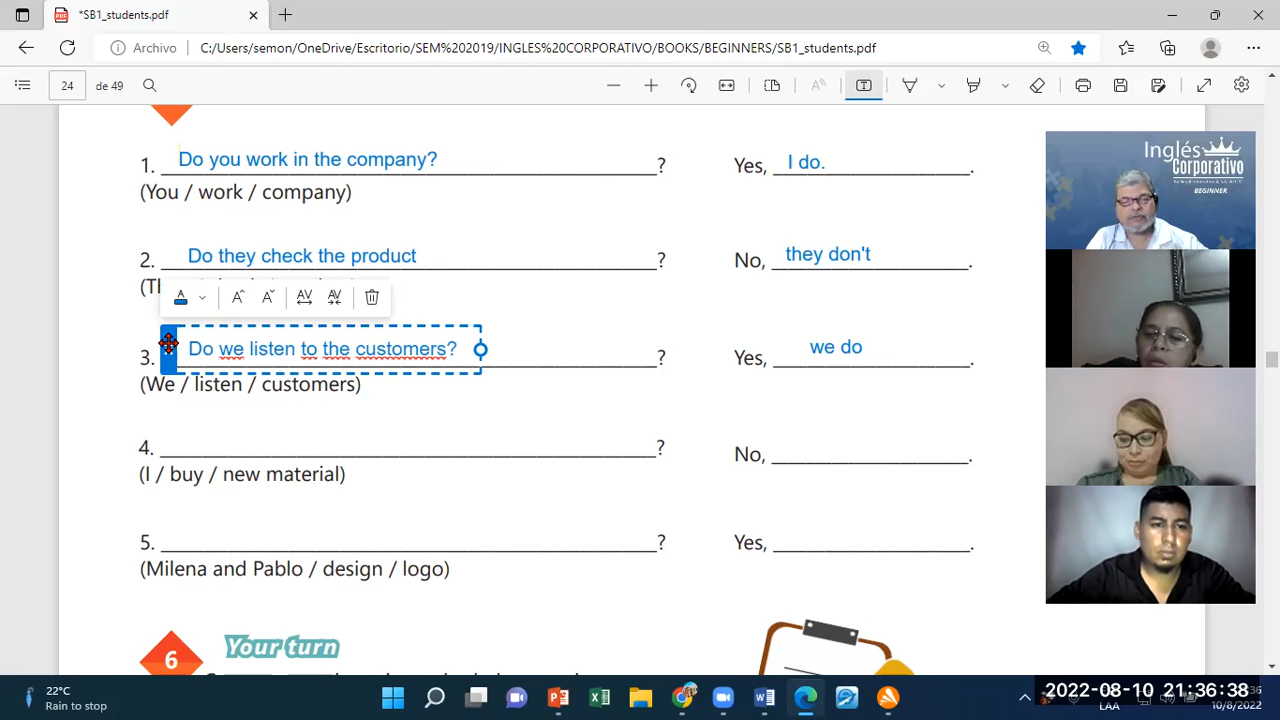 *SB1_students.pdf
Archivo
C:/Users/semon/OneDrive/Escritorio/SEM%202019/INGLES%20CORPORATIVO/BOOKS/BEGINNERS/SB1_students.pdf
24 de 49
1. Do you work in the company? ? Yes, I do. .
(You / work / company)
2. Do they check the product ? No, they don't .
3. Do we listen to the customers? ? Yes, we do .
(We / listen / customers)
4. ? No, .
(I / buy / new material)
5. ? Yes, .
(Milena and Pablo / design / logo)
6 Your turn
Inglés
Corporativo
BEGINNER
22°C
Rain to stop
2022-08-10 21:36:38
LAA
10/8/2022